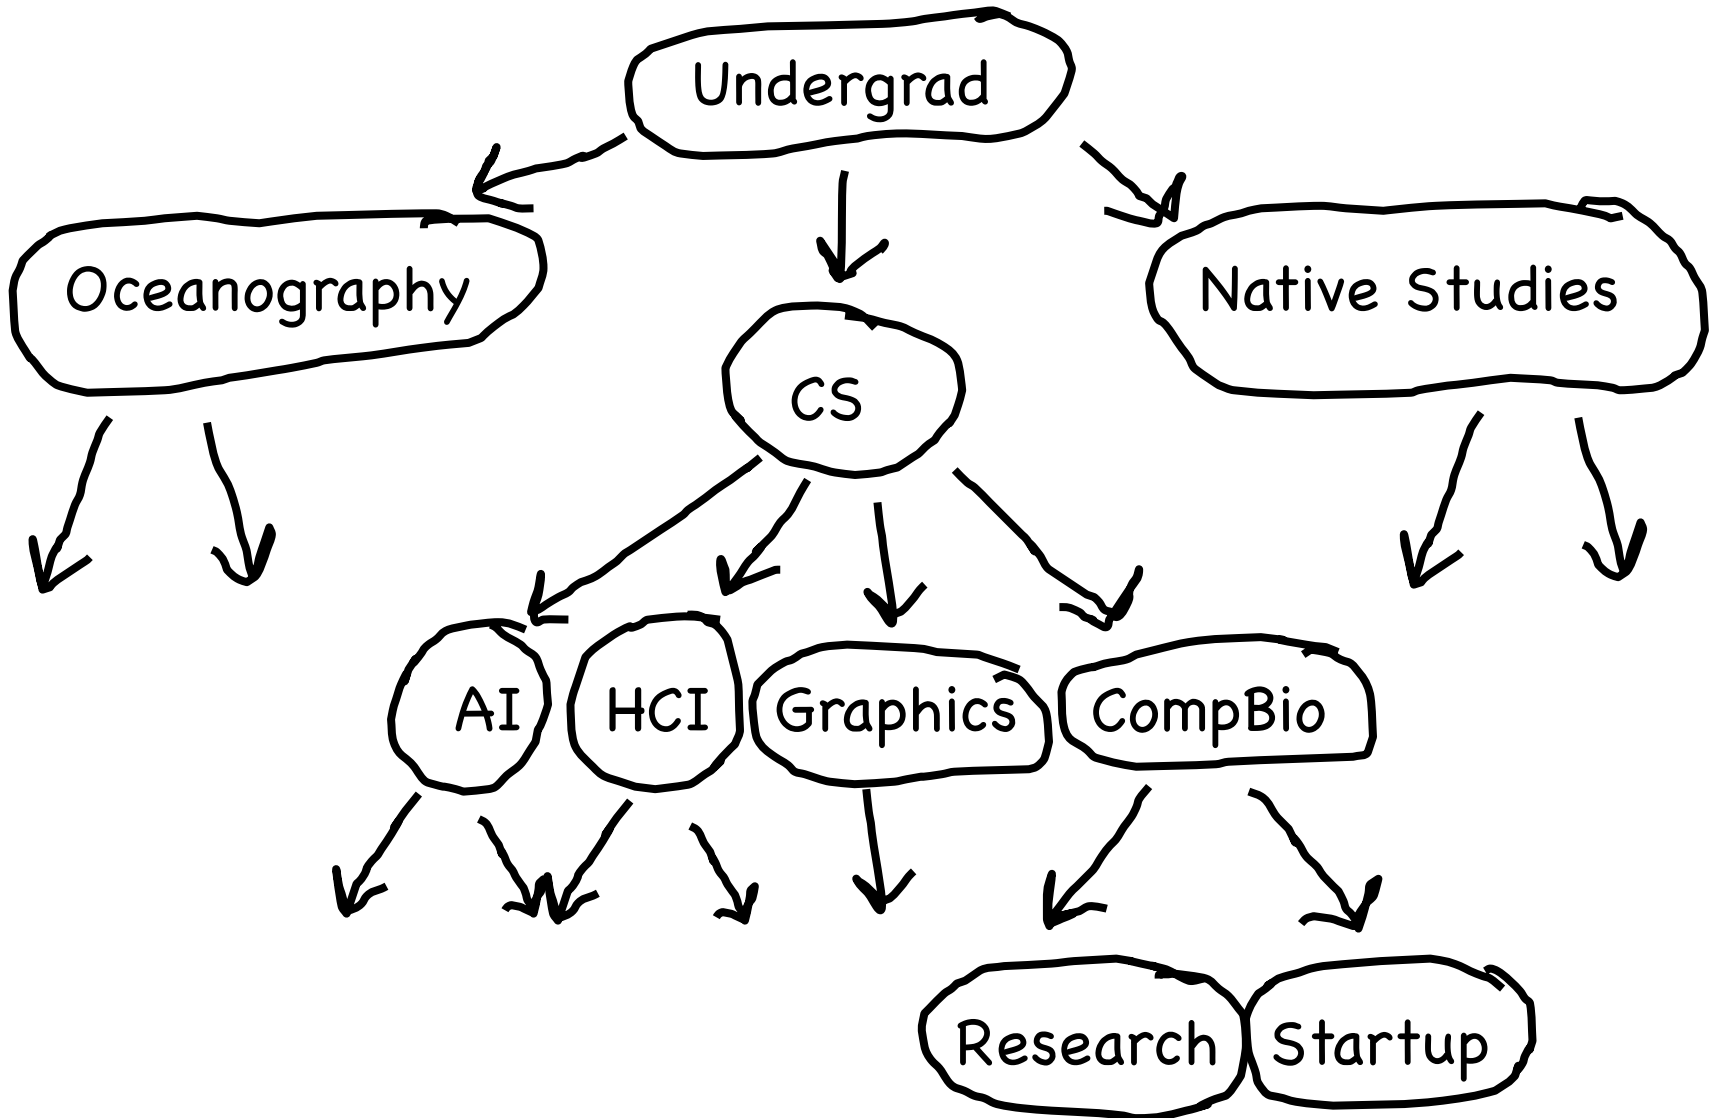 Undergrad
Oceanography
Native Studies
CS
AI
HCI
Graphics
CompBio
Research
Startup